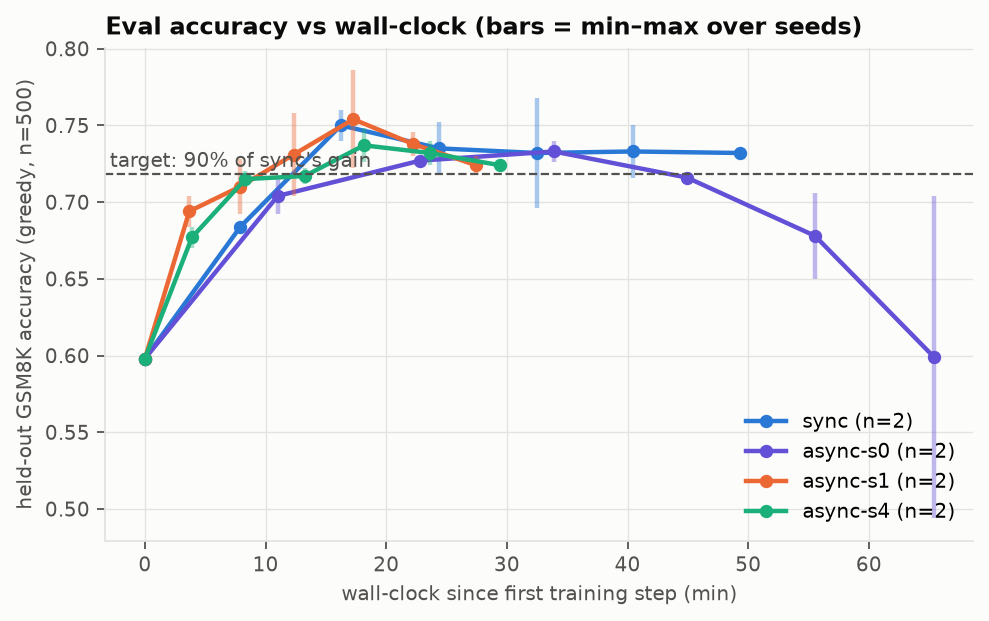 Eval accuracy vs wall-clock (bars = min–max over seeds)
held-out GSM8K accuracy (greedy, n=500)
0.80
0.75
0.70
0.65
0.60
0.55
0.50
target: 90% of sync's gain
sync (n=2)
async-s0 (n=2)
async-s1 (n=2)
async-s4 (n=2)
0 10 20 30 40 50 60
wall-clock since first training step (min)